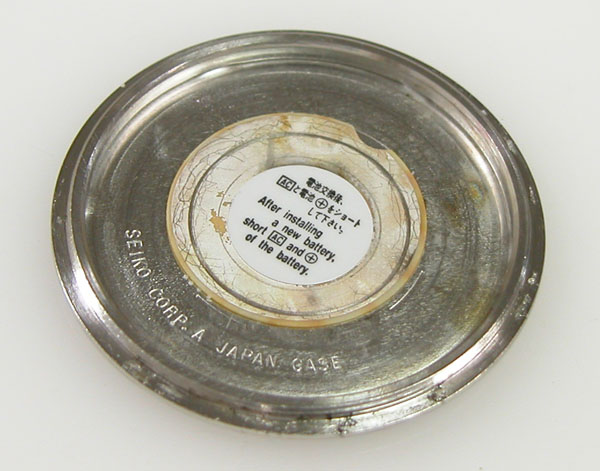 電池交換後、
ACと電池⊕をショート
して下さい。
After installing
a new battery,
short AC and ⊕
of the battery.
SEIKO CORP. A JAPAN CASE